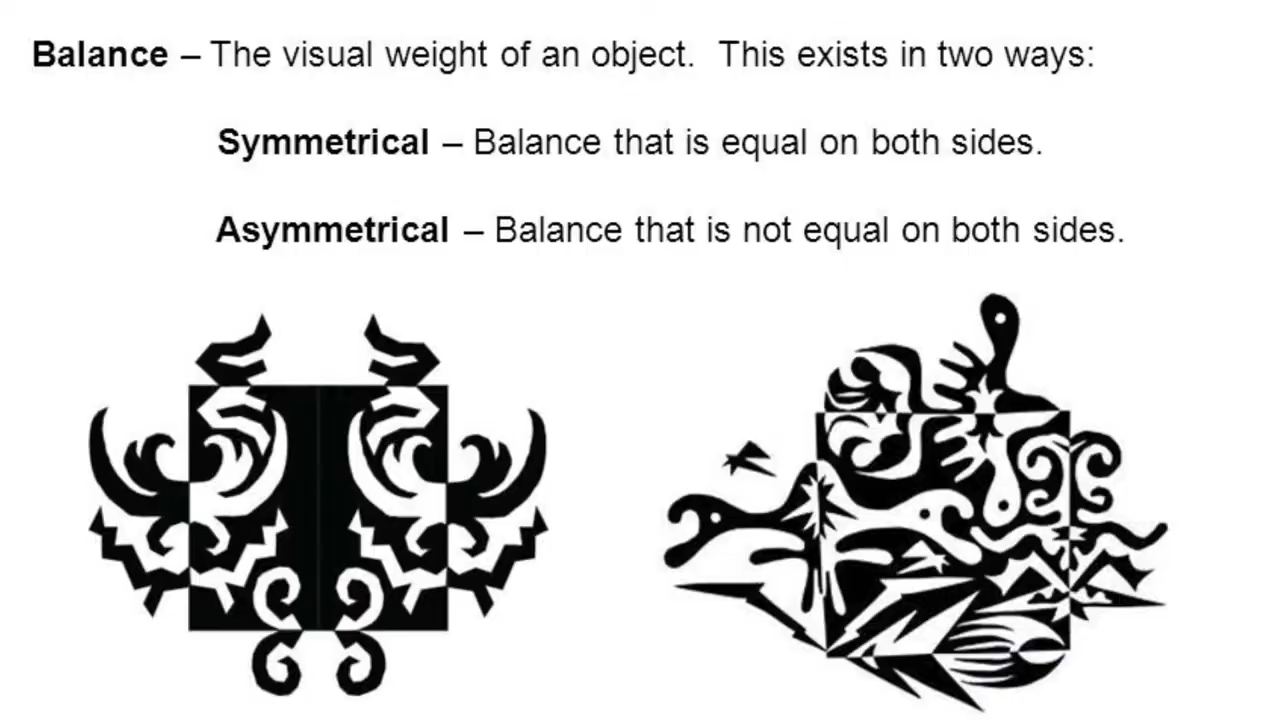 Balance – The visual weight of an object.  This exists in two ways:
Symmetrical – Balance that is equal on both sides.
Asymmetrical – Balance that is not equal on both sides.